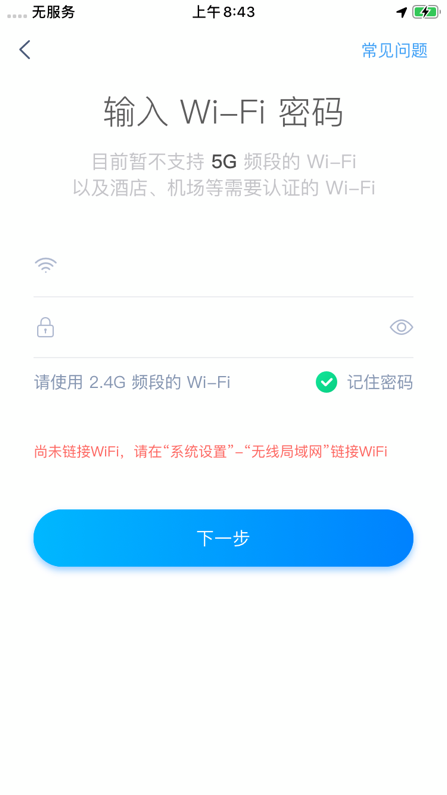 无服务 上午8:43
常见问题
输入 Wi-Fi 密码
目前暂不支持 5G 频段的 Wi-Fi
以及酒店、机场等需要认证的 Wi-Fi
请使用 2.4G 频段的 Wi-Fi 记住密码
尚未链接WiFi，请在“系统设置”-“无线局域网”链接WiFi
下一步